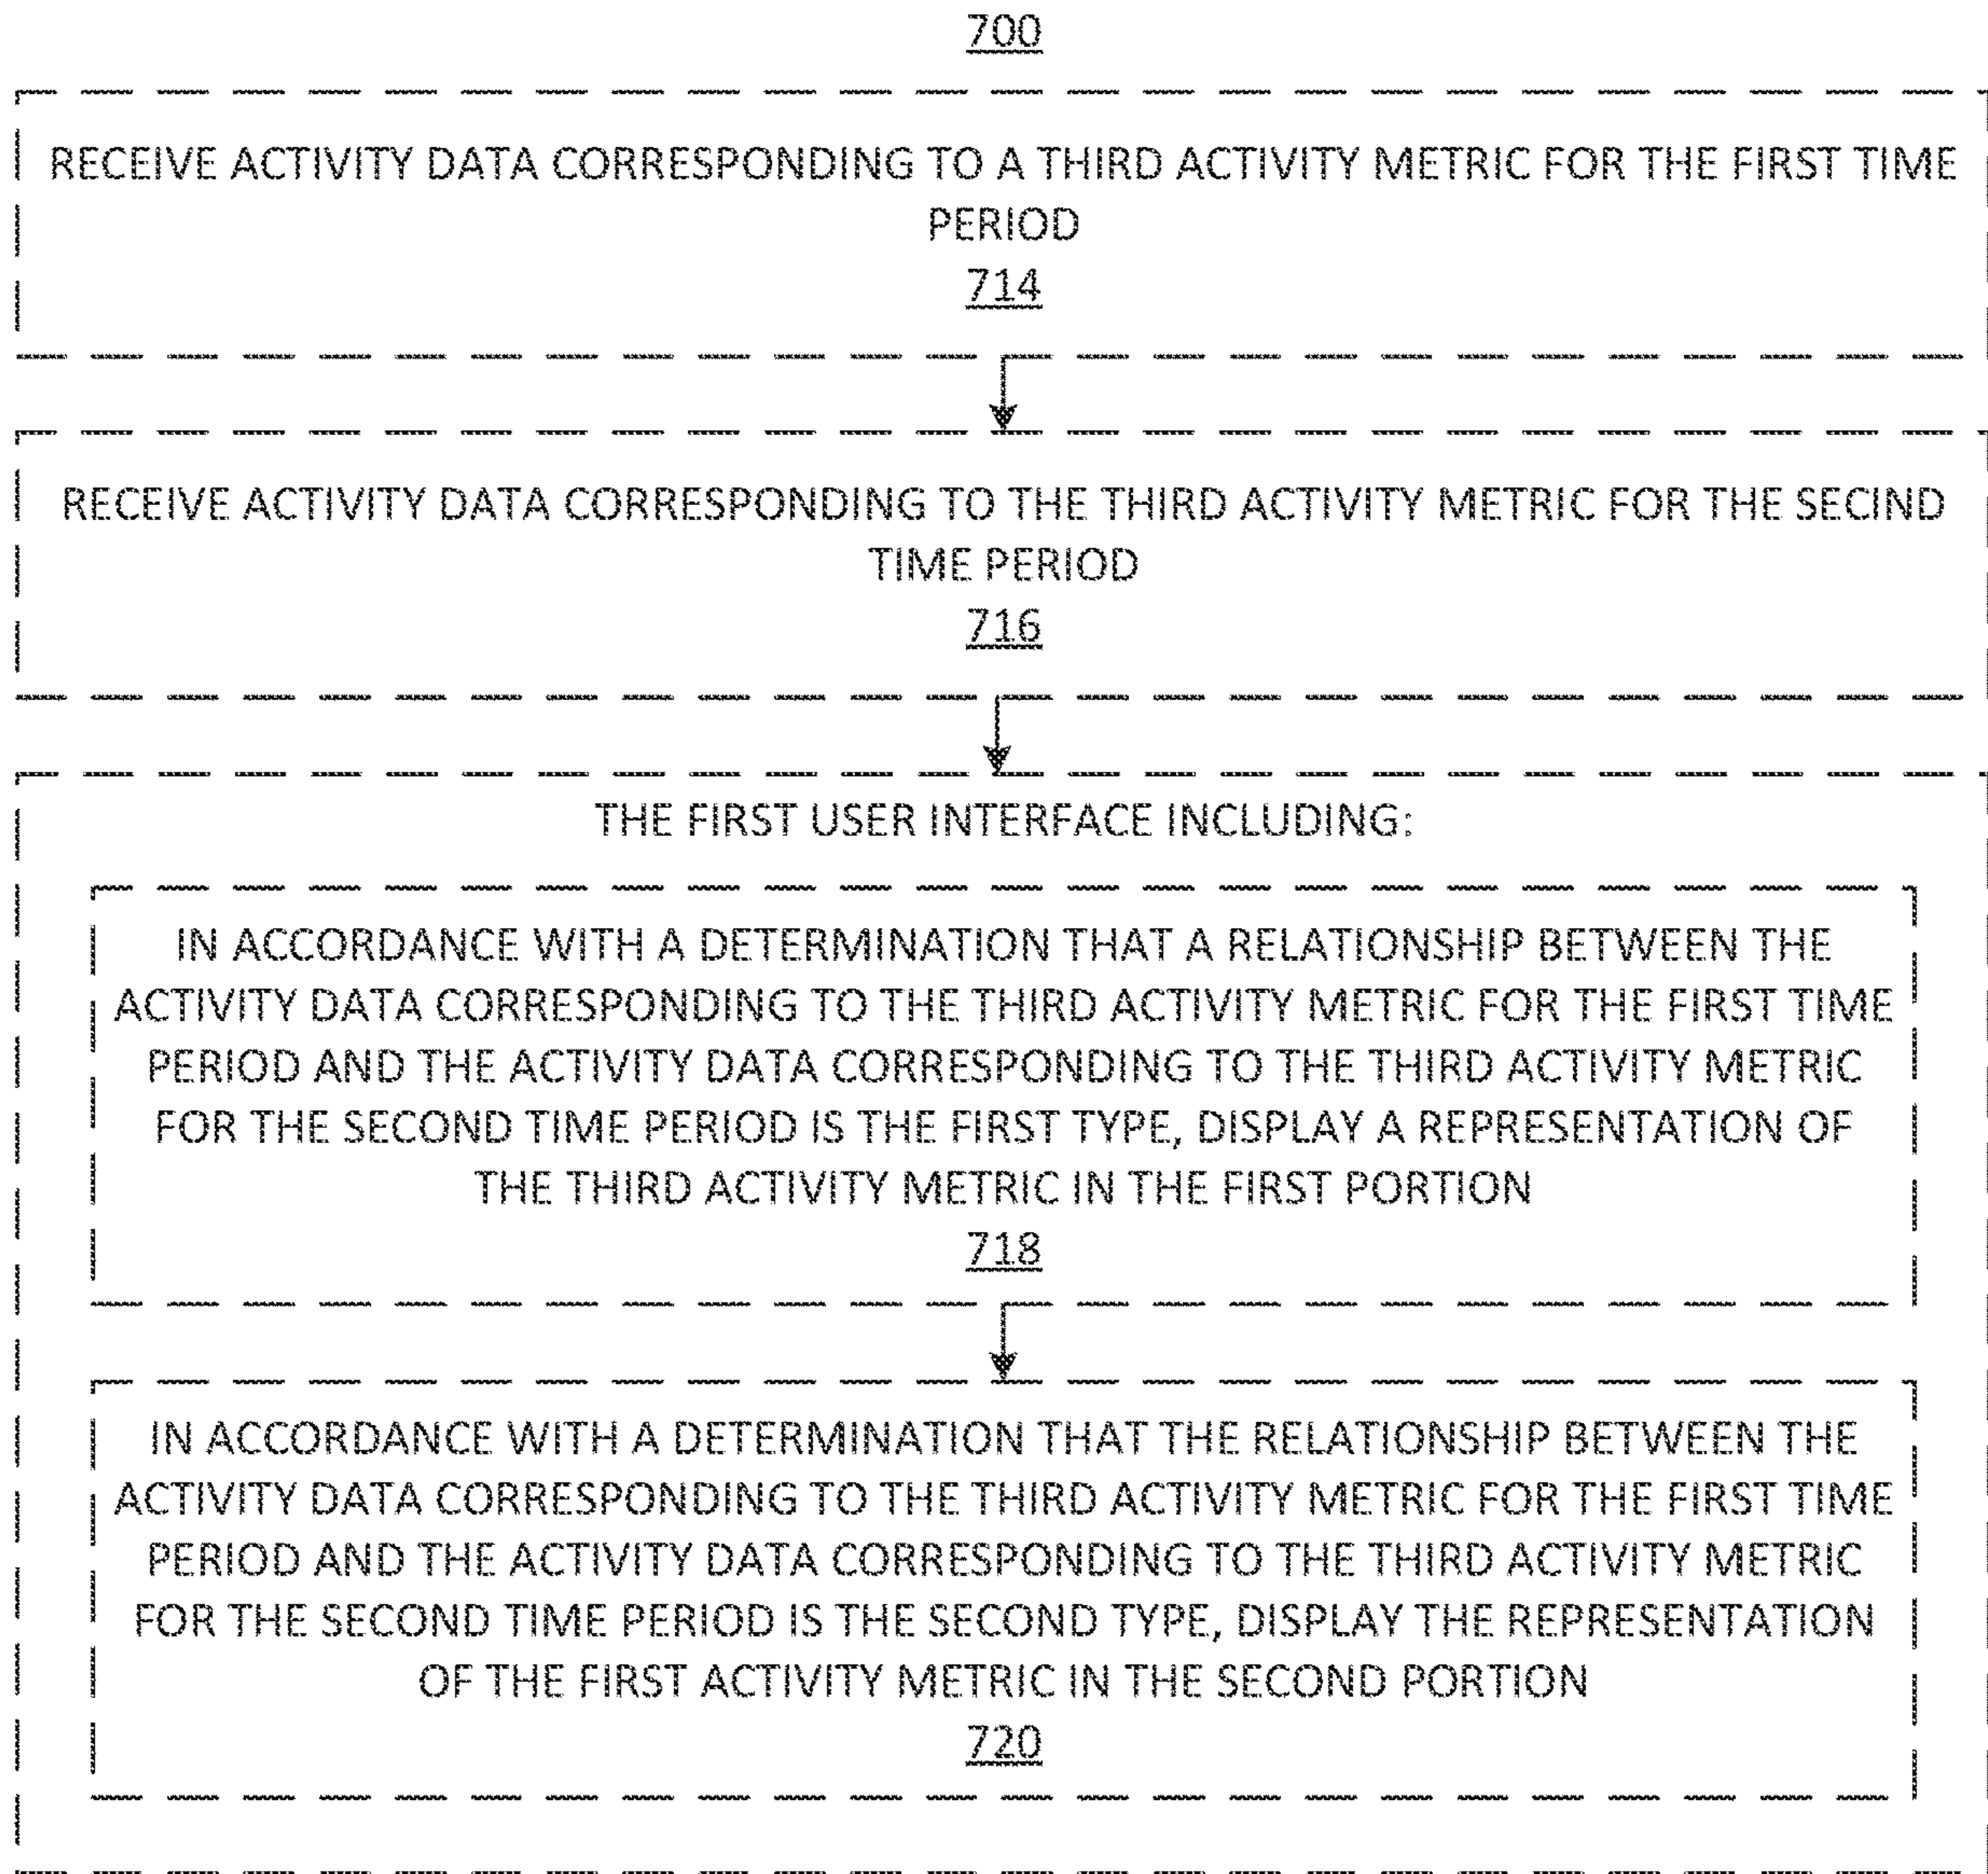 700
RECEIVE ACTIVITY DATA CORRESPONDING TO A THIRD ACTIVITY METRIC FOR THE FIRST TIME
PERIOD
714
RECEIVE ACTIVITY DATA CORRESPONDING TO THE THIRD ACTIVITY METRIC FOR THE SECIND
TIME PERIOD
716
THE FIRST USER INTERFACE INCLUDING:
IN ACCORDANCE WITH A DETERMINATION THAT A RELATIONSHIP BETWEEN THE
ACTIVITY DATA CORRESPONDING TO THE THIRD ACTIVITY METRIC FOR THE FIRST TIME
PERIOD AND THE ACTIVITY DATA CORRESPONDING TO THE THIRD ACTIVITY METRIC
FOR THE SECOND TIME PERIOD IS THE FIRST TYPE, DISPLAY A REPRESENTATION OF
THE THIRD ACTIVITY METRIC IN THE FIRST PORTION
718
IN ACCORDANCE WITH A DETERMINATION THAT THE RELATIONSHIP BETWEEN THE
ACTIVITY DATA CORRESPONDING TO THE THIRD ACTIVITY METRIC FOR THE FIRST TIME
PERIOD AND THE ACTIVITY DATA CORRESPONDING TO THE THIRD ACTIVITY METRIC
FOR THE SECOND TIME PERIOD IS THE SECOND TYPE, DISPLAY THE REPRESENTATION
OF THE FIRST ACTIVITY METRIC IN THE SECOND PORTION
720